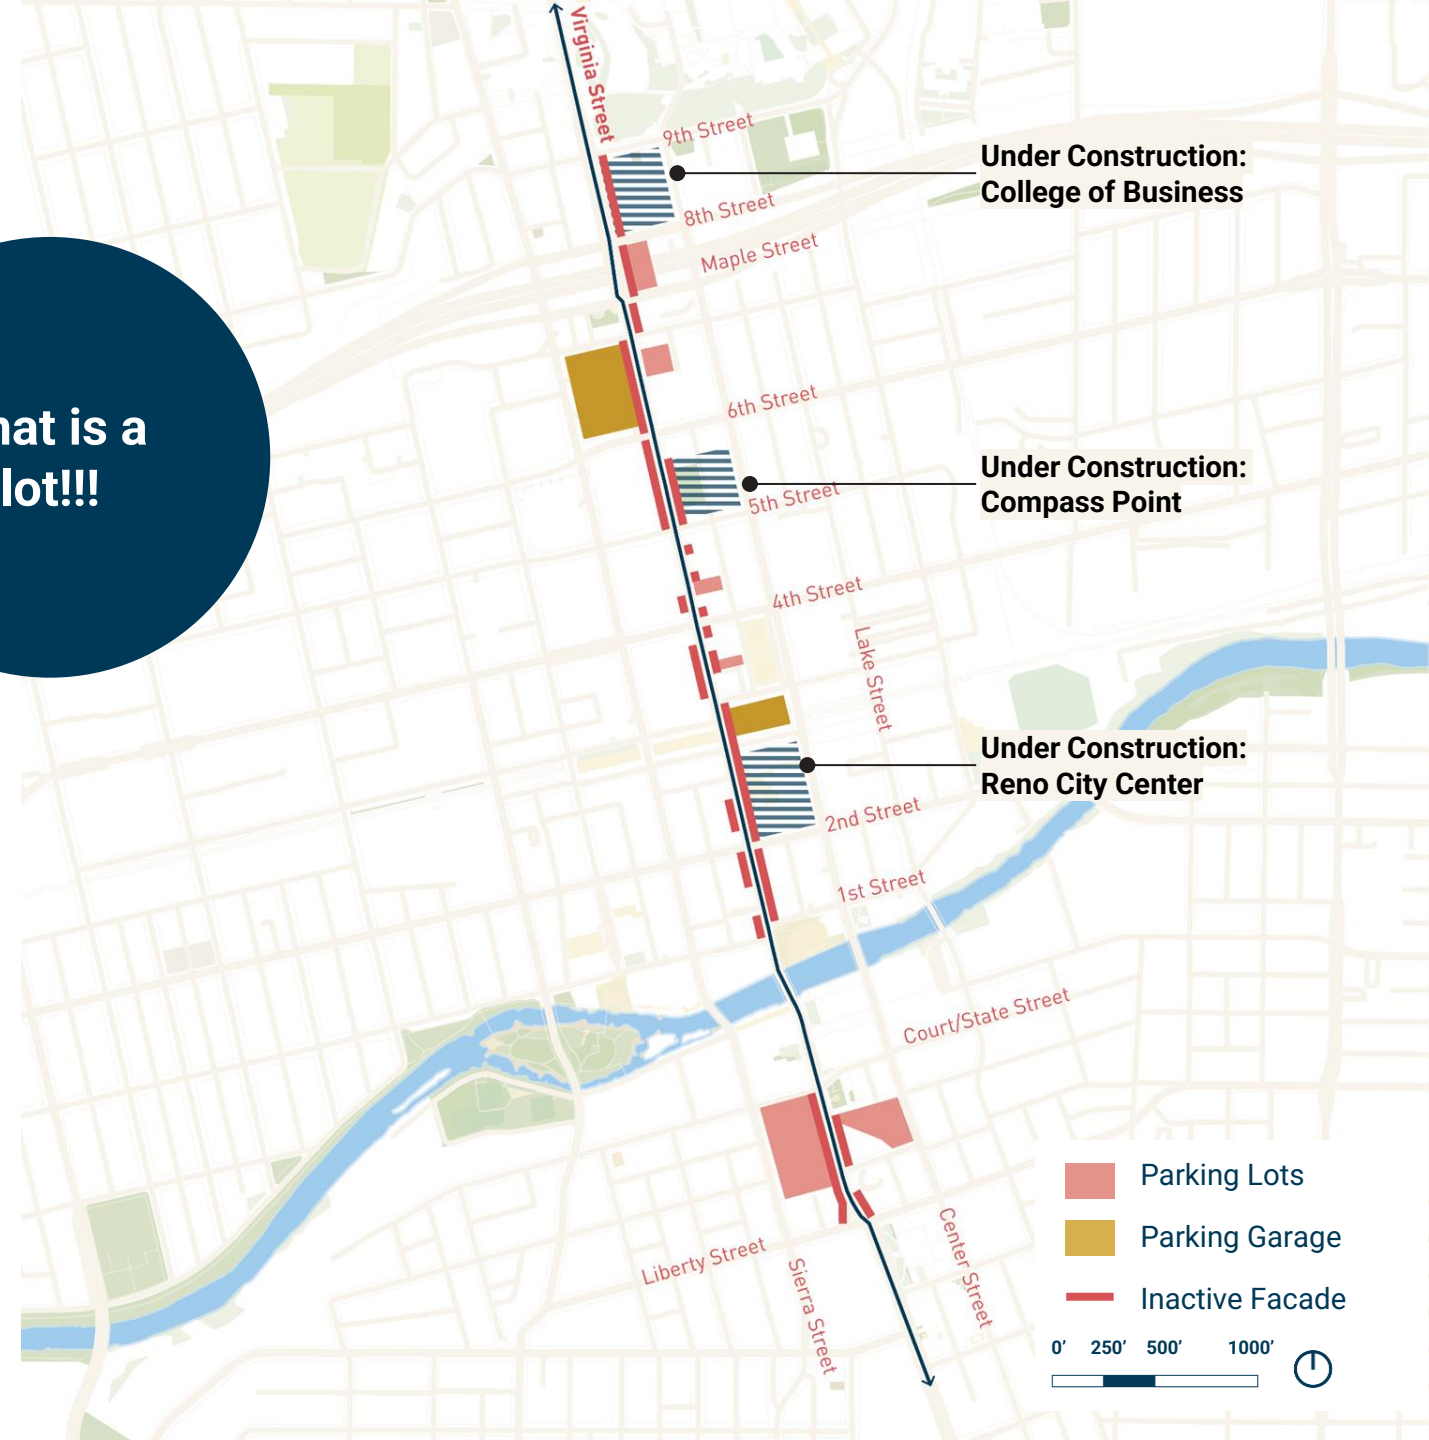 Virginia Street
9th Street
Under Construction:
College of Business
8th Street
Maple Street
is a
lot!!!
6th Street
Under Construction:
Compass Point
5th Street
4th Street
Lake Street
Under Construction:
Reno City Center
2nd Street
1st Street
Court/State Street
Liberty Street
Sierra Street
Center Street
Parking Lots
Parking Garage
Inactive Facade
0’ 250’ 500’ 1000’